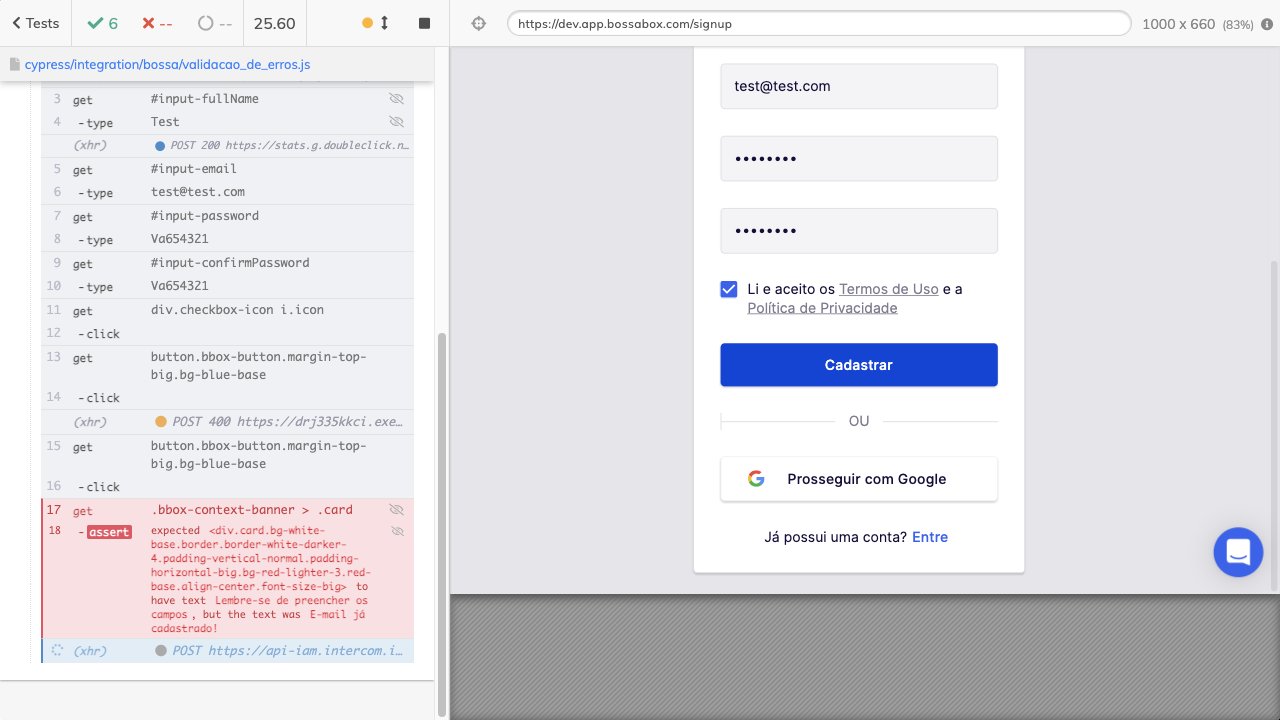 Tests
6
--
--
25.60
https://dev.app.bossabox.com/signup
1000 x 660 (83%)
cypress/integration/bossa/validacao_de_erros.js
3 get #input-fullName
4 - type Test
(xhr) POST 200 https://stats.g.doubleclick.n…
5 get #input-email
6 - type test@test.com
7 get #input-password
8 - type Va654321
9 get #input-confirmPassword
10 - type Va654321
11 get div.checkbox-icon i.icon
12 - click
13 get button.bbox-button.margin-top-
big.bg-blue-base
14 - click
(xhr) POST 400 https://drj335kkci.exe…
15 get button.bbox-button.margin-top-
big.bg-blue-base
16 - click
17 get .bbox-context-banner > .card
18 - assert expected <div.card.bg-white-
base.border.border-white-darker-
4.padding-vertical-normal.padding-
horizontal-big.bg-red-lighter-3.red-
base.align-center.font-size-big> to
have text Lembre-se de preencher os
campos, but the text was E-mail já
cadastrado!
(xhr) POST https://api-iam.intercom.i…
test@test.com
••••••••
••••••••
Li e aceito os Termos de Uso e a
Política de Privacidade
Cadastrar
OU
Prosseguir com Google
Já possui uma conta? Entre